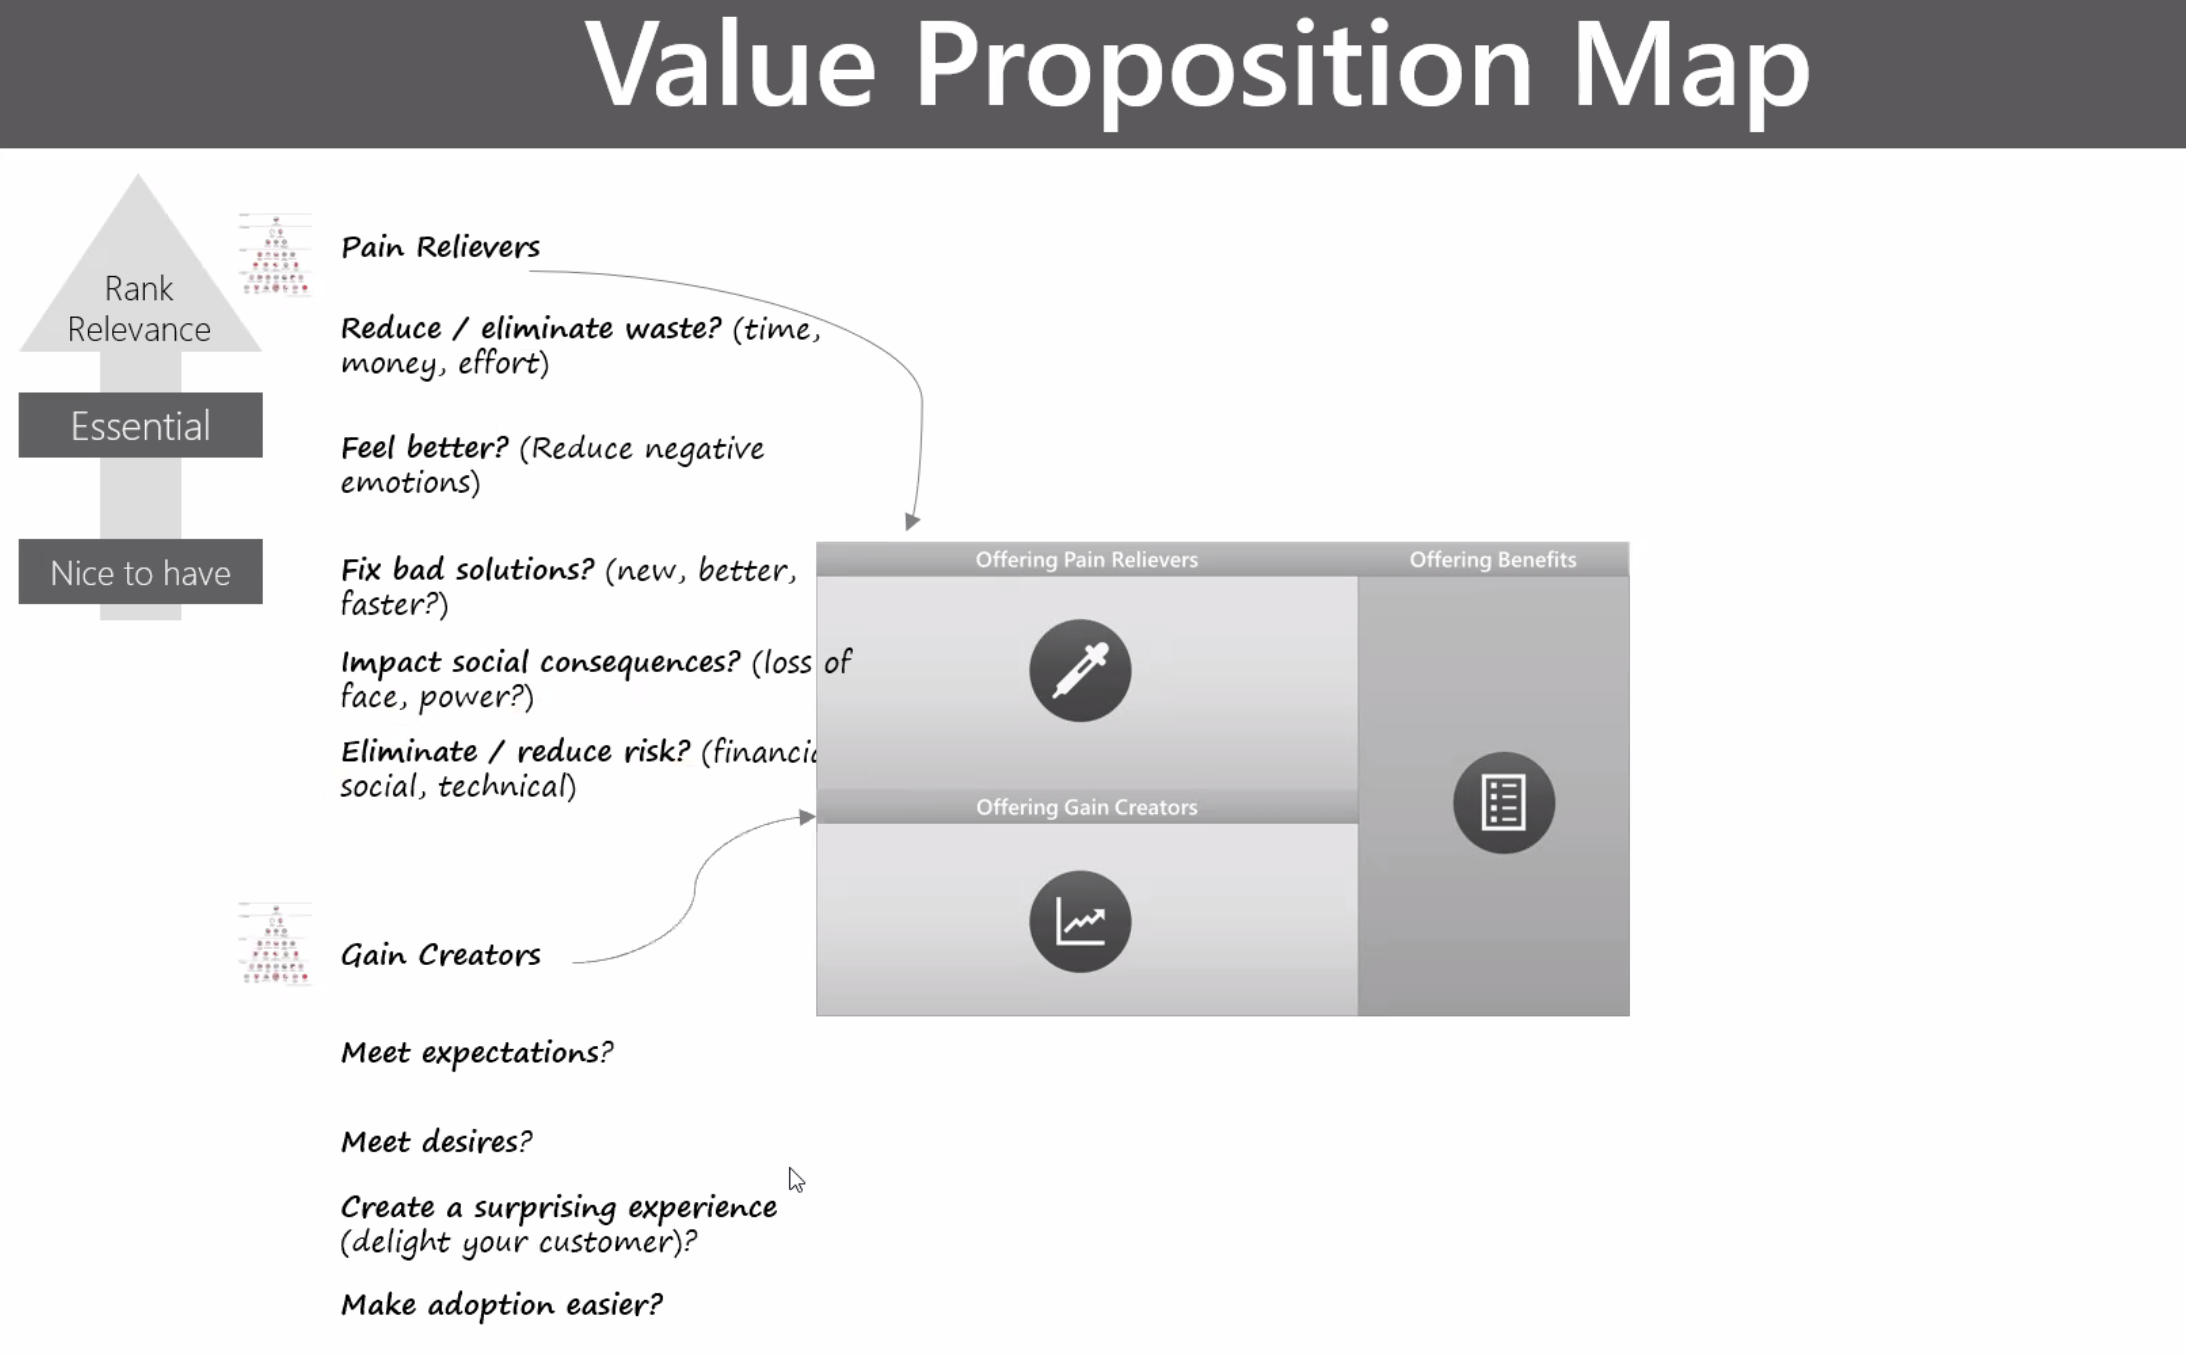 Value Proposition Map
Rank
Relevance
Essential
Nice to have
Pain Relievers
Reduce / eliminate waste? (time,
money, effort)
Feel better? (Reduce negative
emotions)
Fix bad solutions? (new, better,
faster?)
Impact social consequences? (loss of
face, power?)
Eliminate / reduce risk?
social, technical)
Gain Creators
Meet expectations?
Meet desires?
Create a surprising experience
(delight your customer)?
Make adoption easier?
Offering Pain Relievers
Offering Benefits
Offering Gain Creators